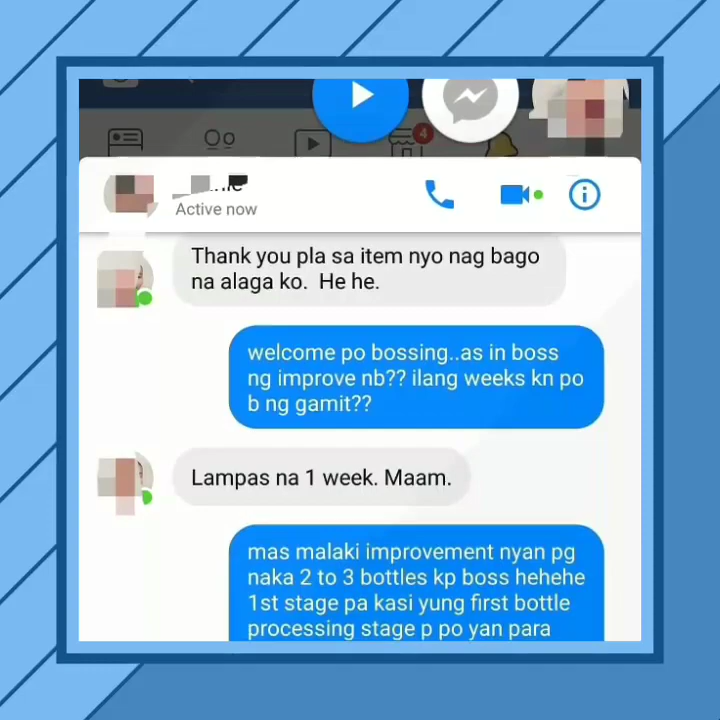 4
Active now
Thank you pla sa item nyo nag bago
na alaga ko. He he.
welcome po bossing..as in boss
ng improve nb?? ilang weeks kn po
b ng gamit??
Lampas na 1 week. Maam.
mas malaki improvement nyan pg
naka 2 to 3 bottles kp boss hehehe
1st stage pa kasi yung first bottle
processing stage p po yan para